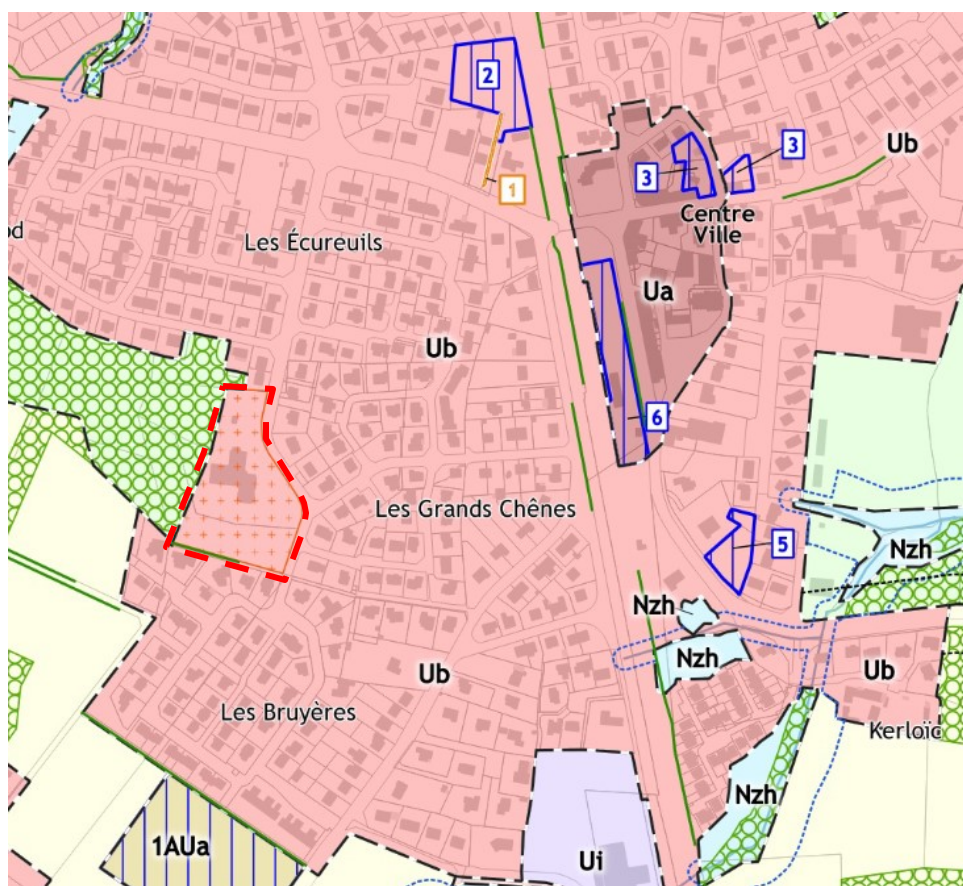 2
3
Ub
3
1
Centre
Ville
od
Les Écureuils
Ua
Ub
6
Les Grands Chênes
5
Nzh
Nzh
Nzh
Ub
Ub
Les Bruyères
Kerloïc
Nzh
1AUa
Ui